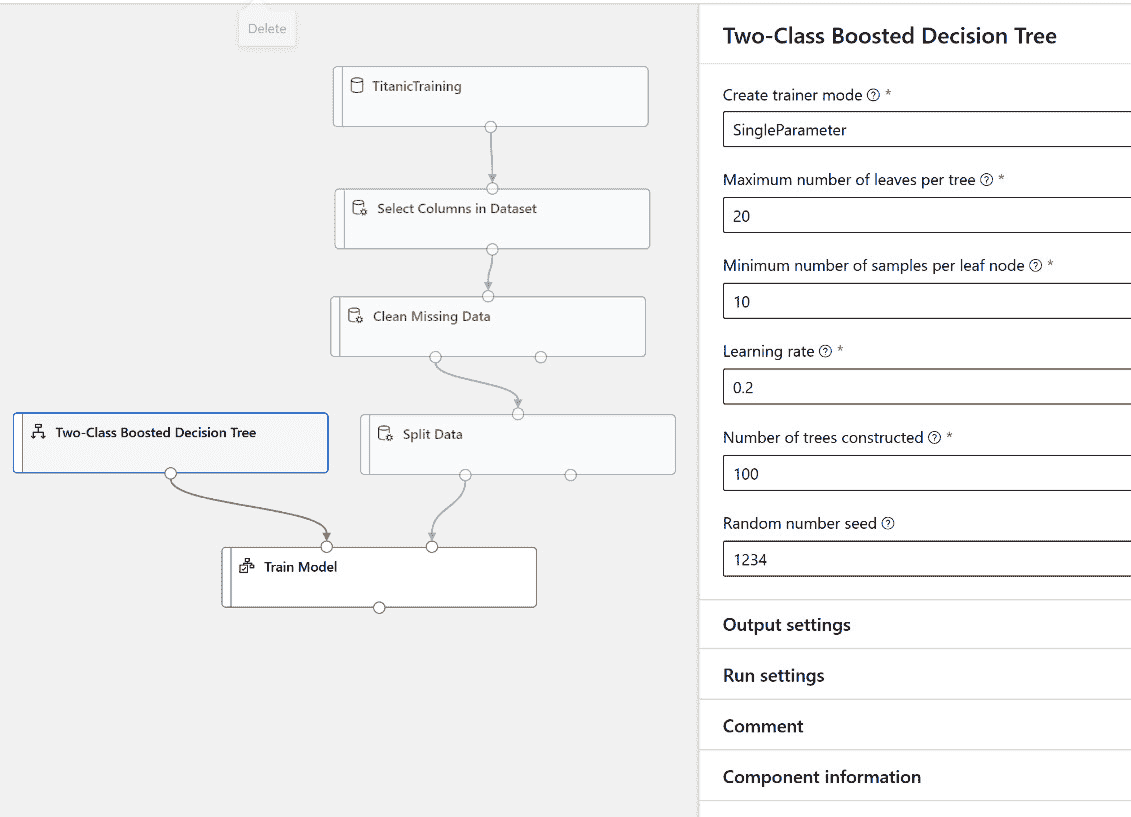 Delete
TitanicTraining
Select Columns in Dataset
Clean Missing Data
Two-Class Boosted Decision Tree
Split Data
Train Model
Two-Class Boosted Decision Tree
Create trainer mode ? *
SingleParameter
Maximum number of leaves per tree ? *
20
Minimum number of samples per leaf node ? *
10
Learning rate ? *
0.2
Number of trees constructed ? *
100
Random number seed ?
1234
Output settings
Run settings
Comment
Component information